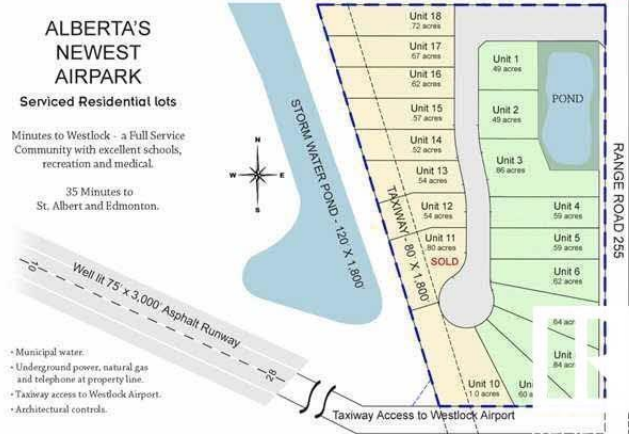 ALBERTA'S
NEWEST
AIRPARK
Serviced Residential lots
Minutes to Westlock - a Full Service
Community with excellent schools,
recreation and medical.
35 Minutes to
St. Albert and Edmonton.
N
W E
S
STORM WATER POND - 120' X 1,800'
TAXIWAY - 80' X 1,800'
Well lit 75' x 3,000' Asphalt Runway
10
28
• Municipal water.
• Underground power, natural gas
and telephone at property line.
• Taxiway access to Westlock Airport.
• Architectural controls.
Taxiway Access to Westlock Airport
Unit 18
.72 acres
Unit 17
.67 acres
Unit 16
.62 acres
Unit 15
.57 acres
Unit 14
.52 acres
Unit 13
.54 acres
Unit 12
.54 acres
Unit 11
.80 acres
SOLD
Unit 10
1.0 acres
Unit 1
.49 acres
Unit 2
.49 acres
Unit 3
.86 acres
Unit 4
.59 acres
Unit 5
.59 acres
Unit 6
.62 acres
.64 acr
Unit
.84 acr
Uni
.60 a
POND
RANGE ROAD 255